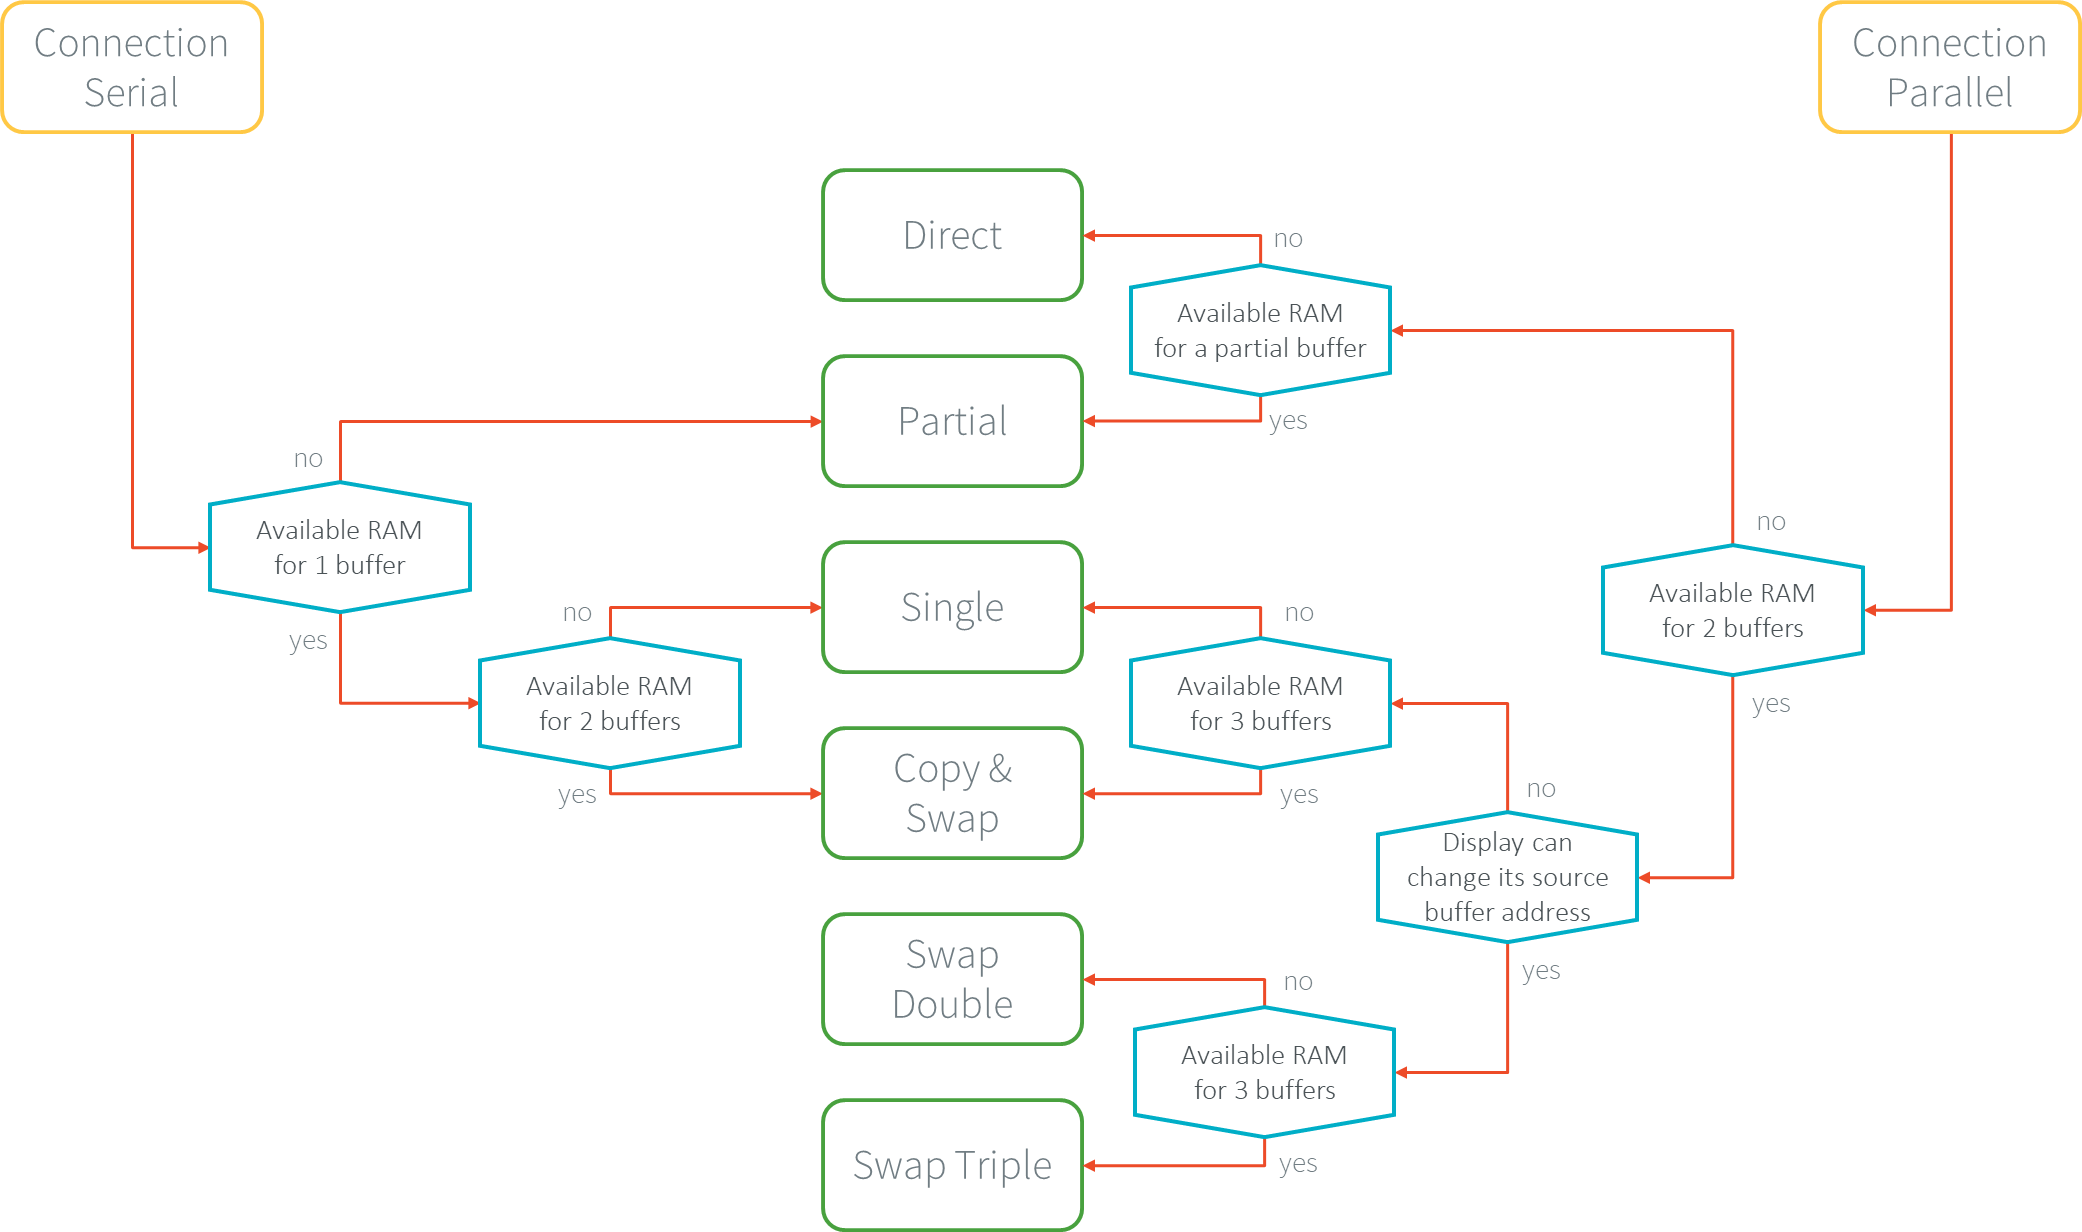 Connection
Serial
Connection
Parallel
Direct
no
Available RAM
for a partial buffer
yes
Partial
no
Available RAM
for 1 buffer
yes
no
Available RAM
for 2 buffers
yes
Single
no
Available RAM
for 3 buffers
yes
no
Available RAM
for 2 buffers
yes
Copy &
Swap
no
Display can
change its source
buffer address
yes
Swap
Double
no
Available RAM
for 3 buffers
yes
Swap Triple